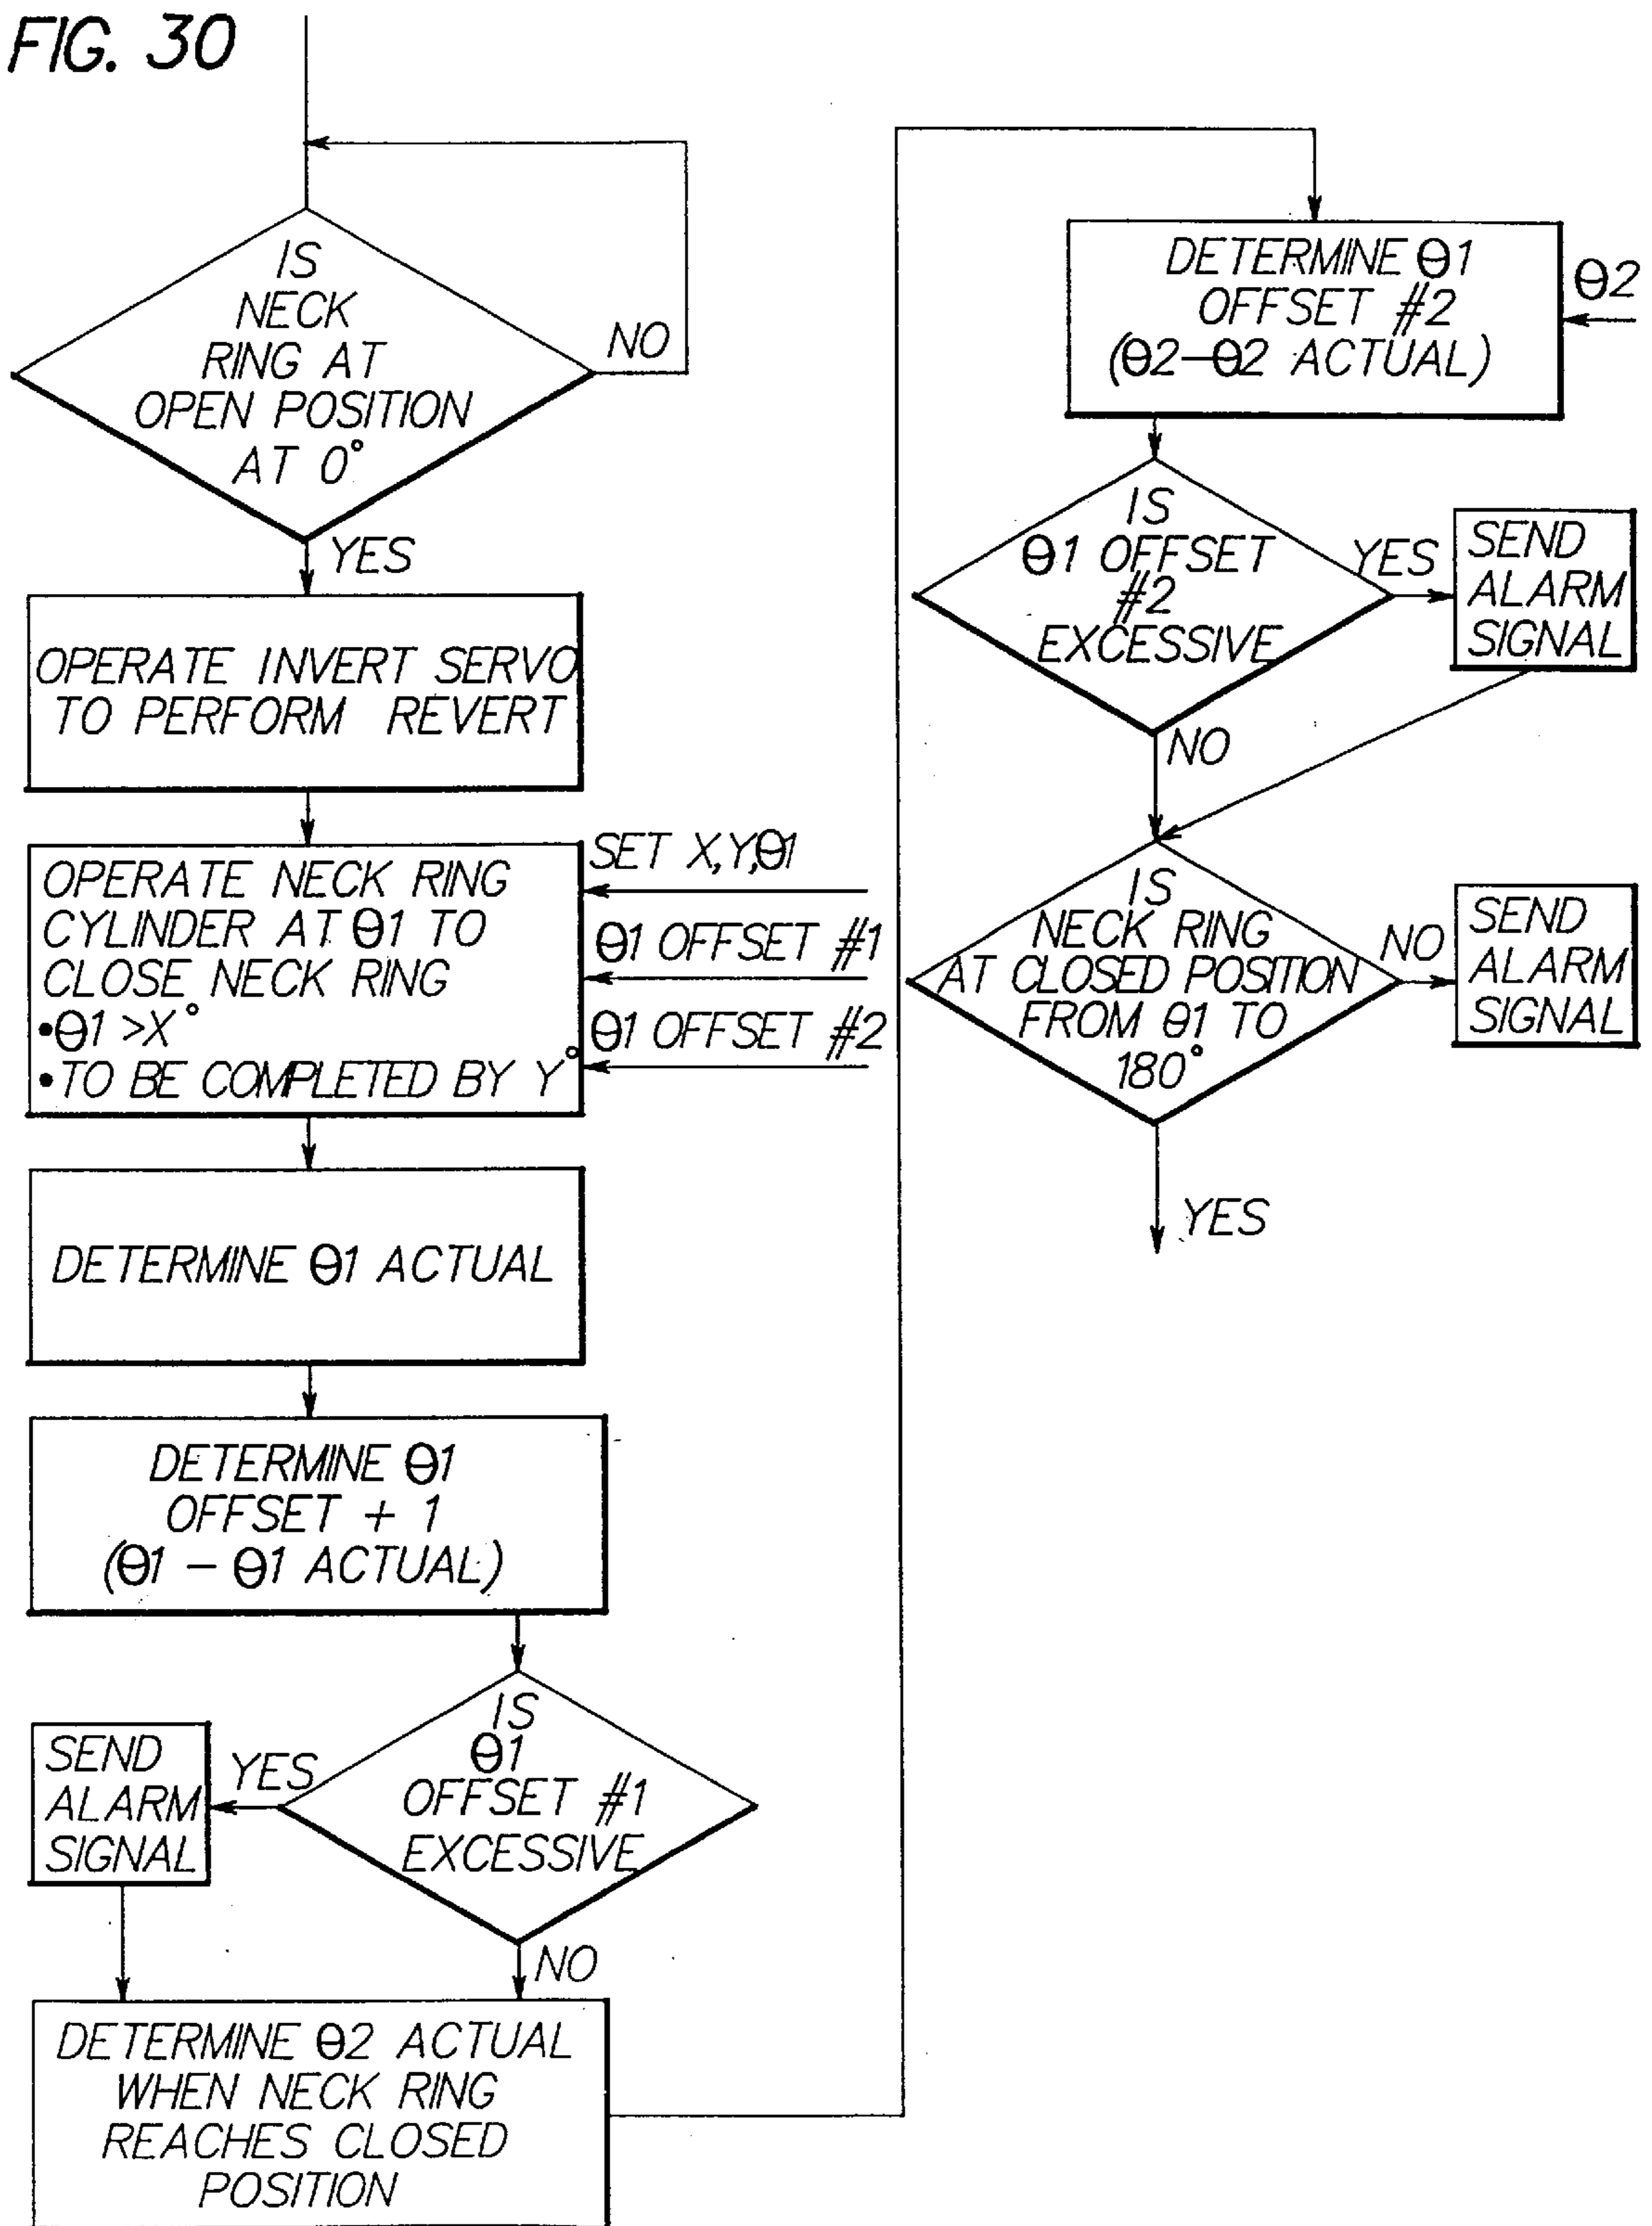 FIG. 30
IS
NECK
RING AT
OPEN POSITION
AT 0°
NO
YES
OPERATE INVERT SERVO
TO PERFORM REVERT
OPERATE NECK RING
CYLINDER AT θ1 TO
CLOSE NECK RING
•θ1 >X°
•TO BE COMPLETED BY Y°
SET X,Y,θ1
θ1 OFFSET #1
θ1 OFFSET #2
DETERMINE θ1 ACTUAL
DETERMINE θ1
OFFSET + 1
(θ1 – θ1 ACTUAL)
IS
θ1
OFFSET #1
EXCESSIVE
YES
SEND
ALARM
SIGNAL
NO
DETERMINE θ2 ACTUAL
WHEN NECK RING
REACHES CLOSED
POSITION
DETERMINE θ1
OFFSET #2
(θ2–θ2 ACTUAL)
θ2
IS
θ1 OFFSET
#2
EXCESSIVE
YES
SEND
ALARM
SIGNAL
NO
IS
NECK RING
AT CLOSED POSITION
FROM θ1 TO
180°
NO
SEND
ALARM
SIGNAL
YES